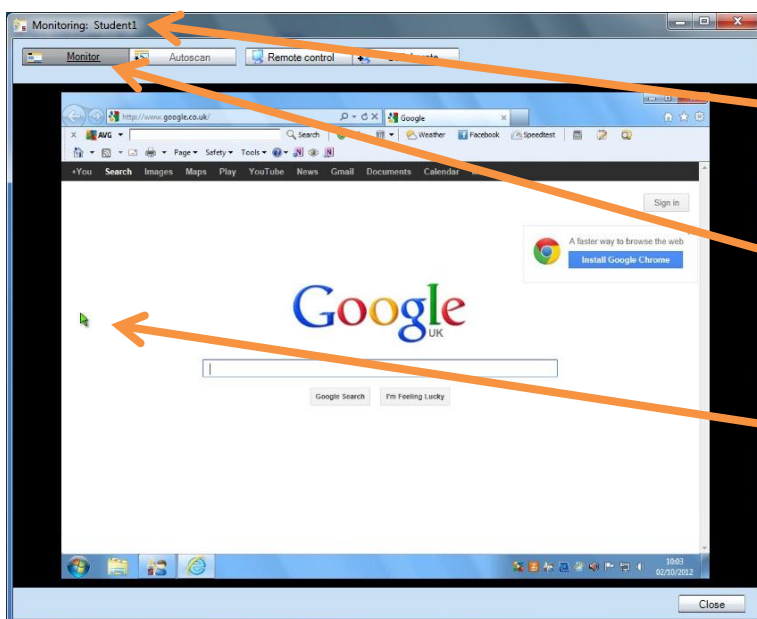 Monitoring: Student1
Monitor Autoscan Remote control
http://www.google.co.uk/ Google
AVG Search Weather Facebook Speedtest
Page Safety Tools
+You Search Images Maps Play YouTube News Gmail Documents Calendar
Sign in
A faster way to browse the web
Install Google Chrome
Google
UK
Google Search I'm Feeling Lucky
10:03
02/10/2012
Close